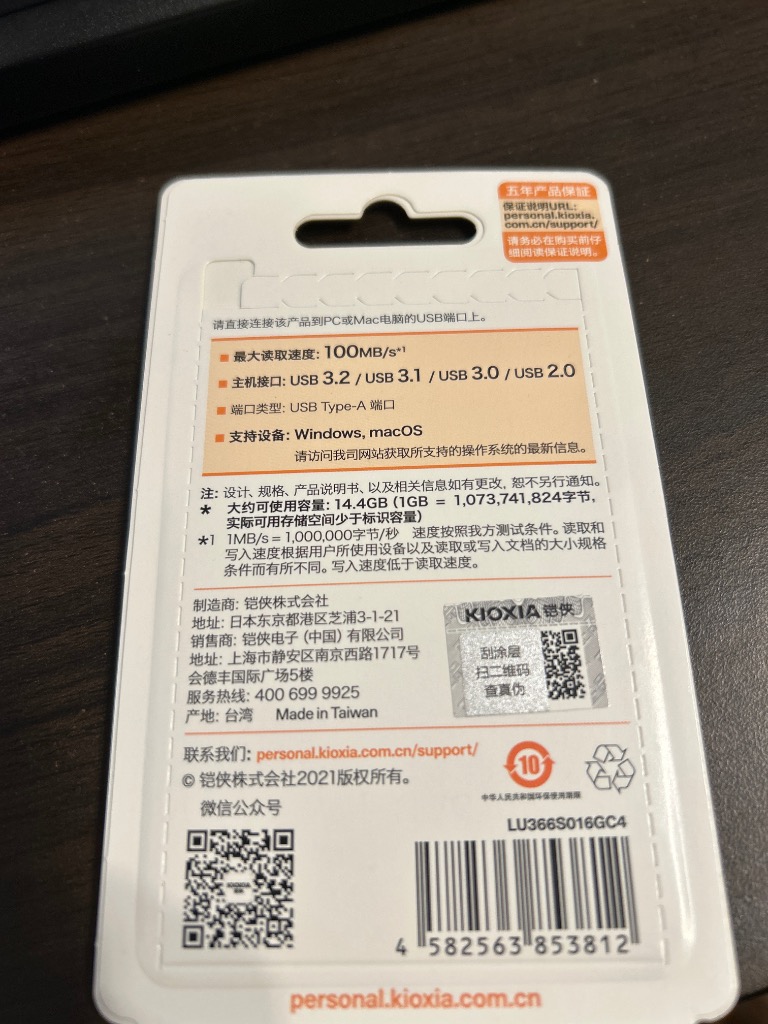 五年产品保证
保证说明URL:
personal.kioxia.
com.cn/support/
请务必在购买前仔
细阅读保证说明。
请直接连接该产品到PC或Mac电脑的USB端口上。
■ 最大读取速度: 100MB/s*1
■ 主机接口: USB 3.2 / USB 3.1 / USB 3.0 / USB 2.0
■ 端口类型: USB Type-A 端口
■ 支持设备: Windows, macOS
请访问我司网站获取所支持的操作系统的最新信息。
注: 设计、规格、产品说明书、以及相关信息如有更改, 恕不另行通知。
* 大约可使用容量: 14.4GB (1GB = 1,073,741,824字节,
实际可用存储空间少于标识容量)
*1 1MB/s = 1,000,000字节/秒 速度按照我方测试条件。读取和
写入速度根据用户所使用设备以及读取或写入文档的大小规格
条件而有所不同。写入速度低于读取速度。
制造商: 铠侠株式会社
地址: 日本东京都港区芝浦3-1-21
销售商: 铠侠电子 (中国) 有限公司
地址: 上海市静安区南京西路1717号
会德丰国际广场5楼
服务热线: 400 699 9925
产地: 台湾 Made in Taiwan
KIOXIA 铠侠
刮涂层
扫二维码
查真伪
联系我们: personal.kioxia.com.cn/support/
© 铠侠株式会社2021版权所有。
10
中华人民共和国环保使用期限
微信公众号
LU366S016GC4
4 582563 853812
personal.kioxia.com.cn